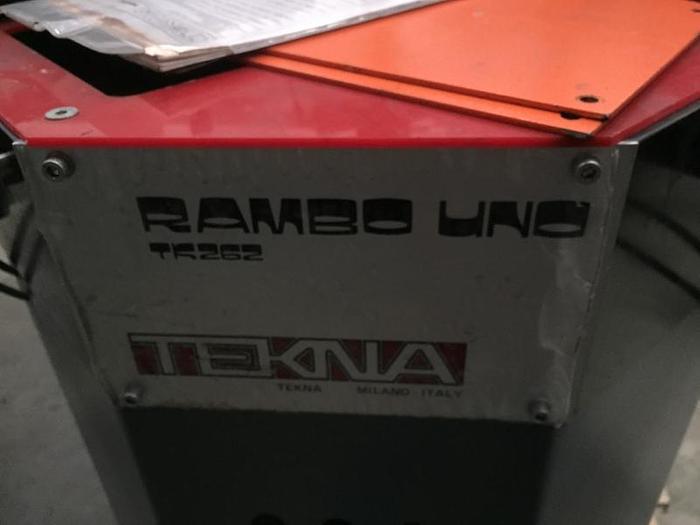 RAMBO UNO
TK262
TEKNA
TEKNA MILANO ITALY